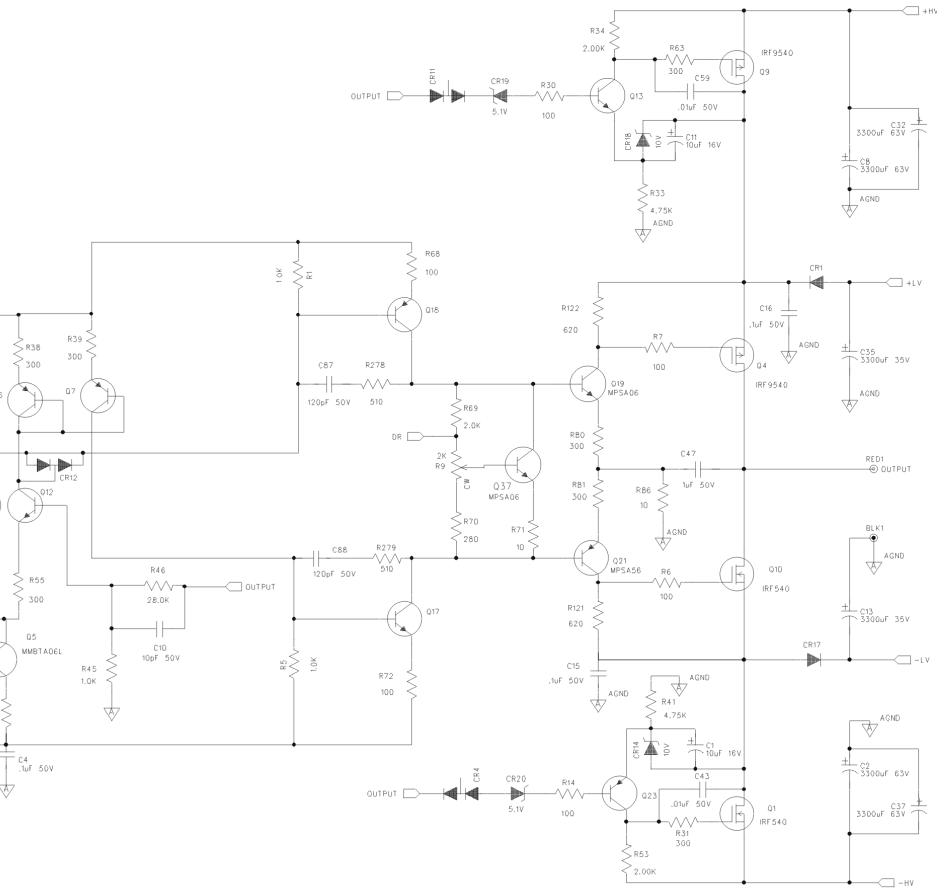 +HV
R34
2.00K
R63
300
IRF9540
Q9
C59
.01uF 50V
OUTPUT
CR11
CR19
5.1V
R30
100
Q13
CR18
10V
C11
10uF 16V
R33
4.75K
AGND
A
C32
3300uF 63V
C8
3300uF 63V
AGND
A
R68
100
1.0K
R1
Q18
CR1
+LV
C16
.1uF 50V
AGND
A
C35
3300uF 35V
AGND
A
R122
620
R7
100
Q4
IRF9540
R38
300
R39
300
Q7
C87
120pF 50V
R278
510
Q19
MPSA06
R69
2.0K
DR
2K
R9
CW
Q37
MPSA06
R80
300
C47
1uF 50V
RED1
OUTPUT
R81
300
R86
10
AGND
A
CR12
Q12
R70
280
R71
10
BLK1
AGND
A
C88
120pF 50V
R279
510
Q21
MPSA56
R6
100
Q10
IRF540
R55
300
R46
28.0K
OUTPUT
C10
10pF 50V
Q17
R121
620
C13
3300uF 35V
Q5
MMBTA06L
R45
1.0K
A
R5
1.0K
R72
100
C15
.1uF 50V
AGND
A
CR17
-LV
AGND
A
R41
4.75K
CR14
10V
C1
10uF 16V
AGND
A
C4
.1uF 50V
A
C2
3300uF 63V
C37
3300uF 63V
OUTPUT
CR4
CR20
5.1V
R14
100
Q23
C43
.01uF 50V
R31
300
Q1
IRF540
R53
2.00K
-HV